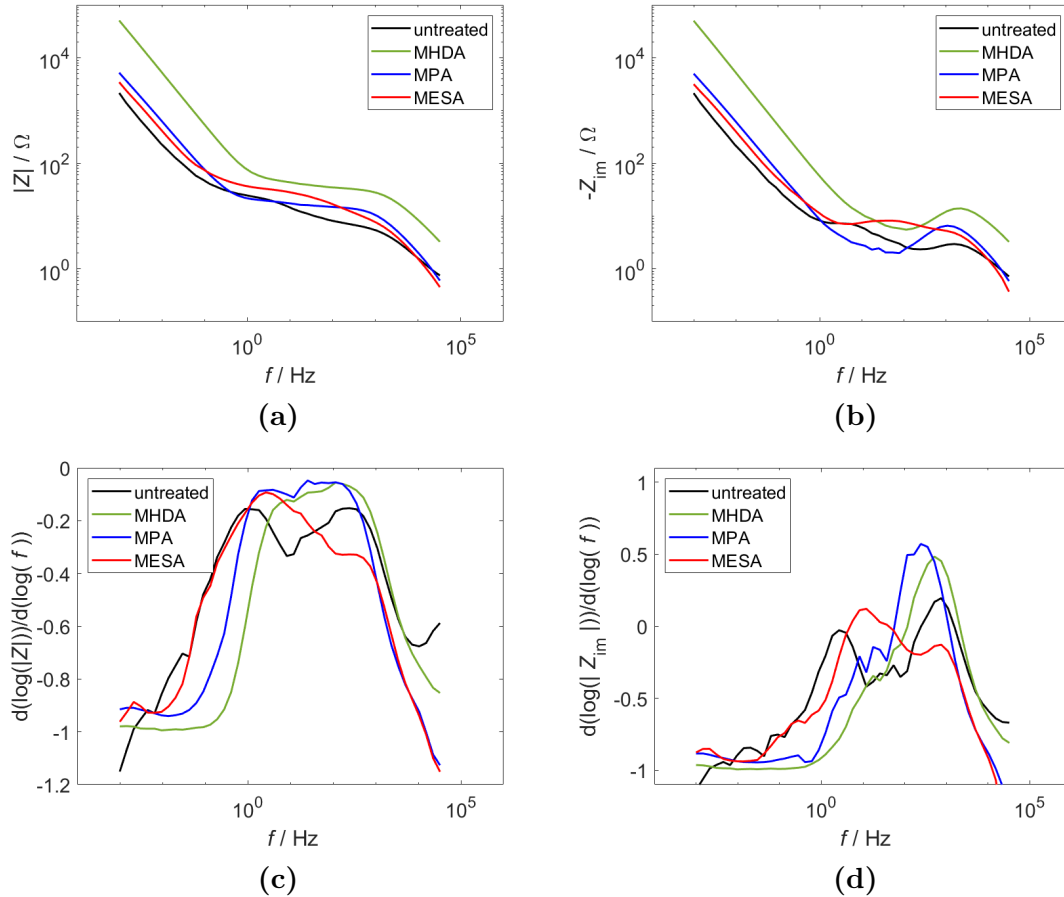 untreated
MHDA
MPA
MESA
10^4
10^2
10^0
|Z| / Ω
10^0
10^5
f / Hz
(a)
untreated
MHDA
MPA
MESA
10^4
10^2
10^0
-Z_im / Ω
10^0
10^5
f / Hz
(b)
untreated
MHDA
MPA
MESA
0
-0.2
-0.4
-0.6
-0.8
-1
-1.2
d(log(|Z|))/d(log( f ))
10^0
10^5
f / Hz
(c)
untreated
MHDA
MPA
MESA
1
0.5
0
-0.5
-1
d(log(| Z_im |))/d(log( f ))
10^0
10^5
f / Hz
(d)